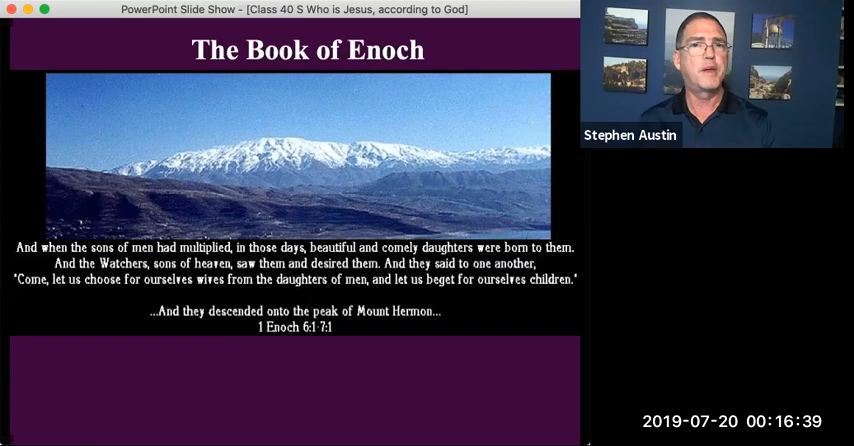 PowerPoint Slide Show - [Class 40 S Who is Jesus, according to God]
The Book of Enoch
And when the sons of men had multiplied, in those days, beautiful and comely daughters were born to them.
And the Watchers, sons of heaven, saw them and desired them. And they said to one another,
"Come, let us choose for ourselves wives from the daughters of men, and let us beget for ourselves children."
...And they descended onto the peak of Mount Hermon...
1 Enoch 6:1-7:1
Stephen Austin
2019-07-20 00:16:39